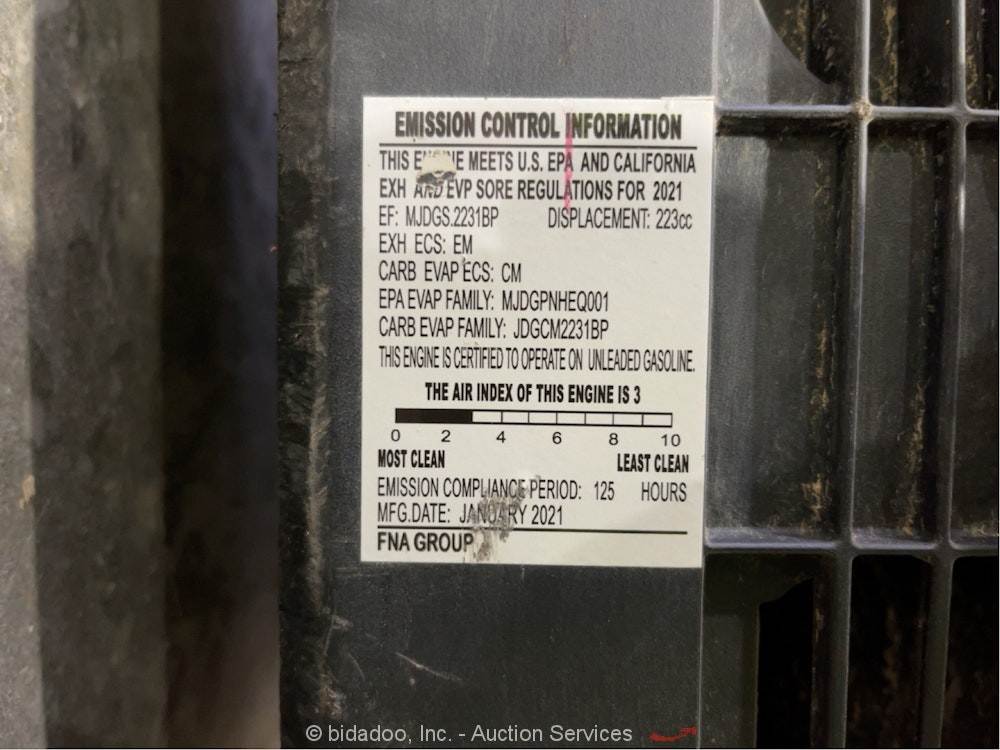 EMISSION CONTROL INFORMATION
THIS ENGINE MEETS U.S. EPA AND CALIFORNIA
EXH AND EVP SORE REGULATIONS FOR 2021
EF: MJDGS.2231BP DISPLACEMENT: 223cc
EXH ECS: EM
CARB EVAP ECS: CM
EPA EVAP FAMILY: MJDGPNHEQ001
CARB EVAP FAMILY: JDGCM2231BP
THIS ENGINE IS CERTIFIED TO OPERATE ON UNLEADED GASOLINE.
THE AIR INDEX OF THIS ENGINE IS 3
0 2 4 6 8 10
MOST CLEAN LEAST CLEAN
EMISSION COMPLIANCE PERIOD: 125 HOURS
MFG.DATE: JANUARY 2021
FNA GROUP
© bidadoo, Inc. - Auction Services